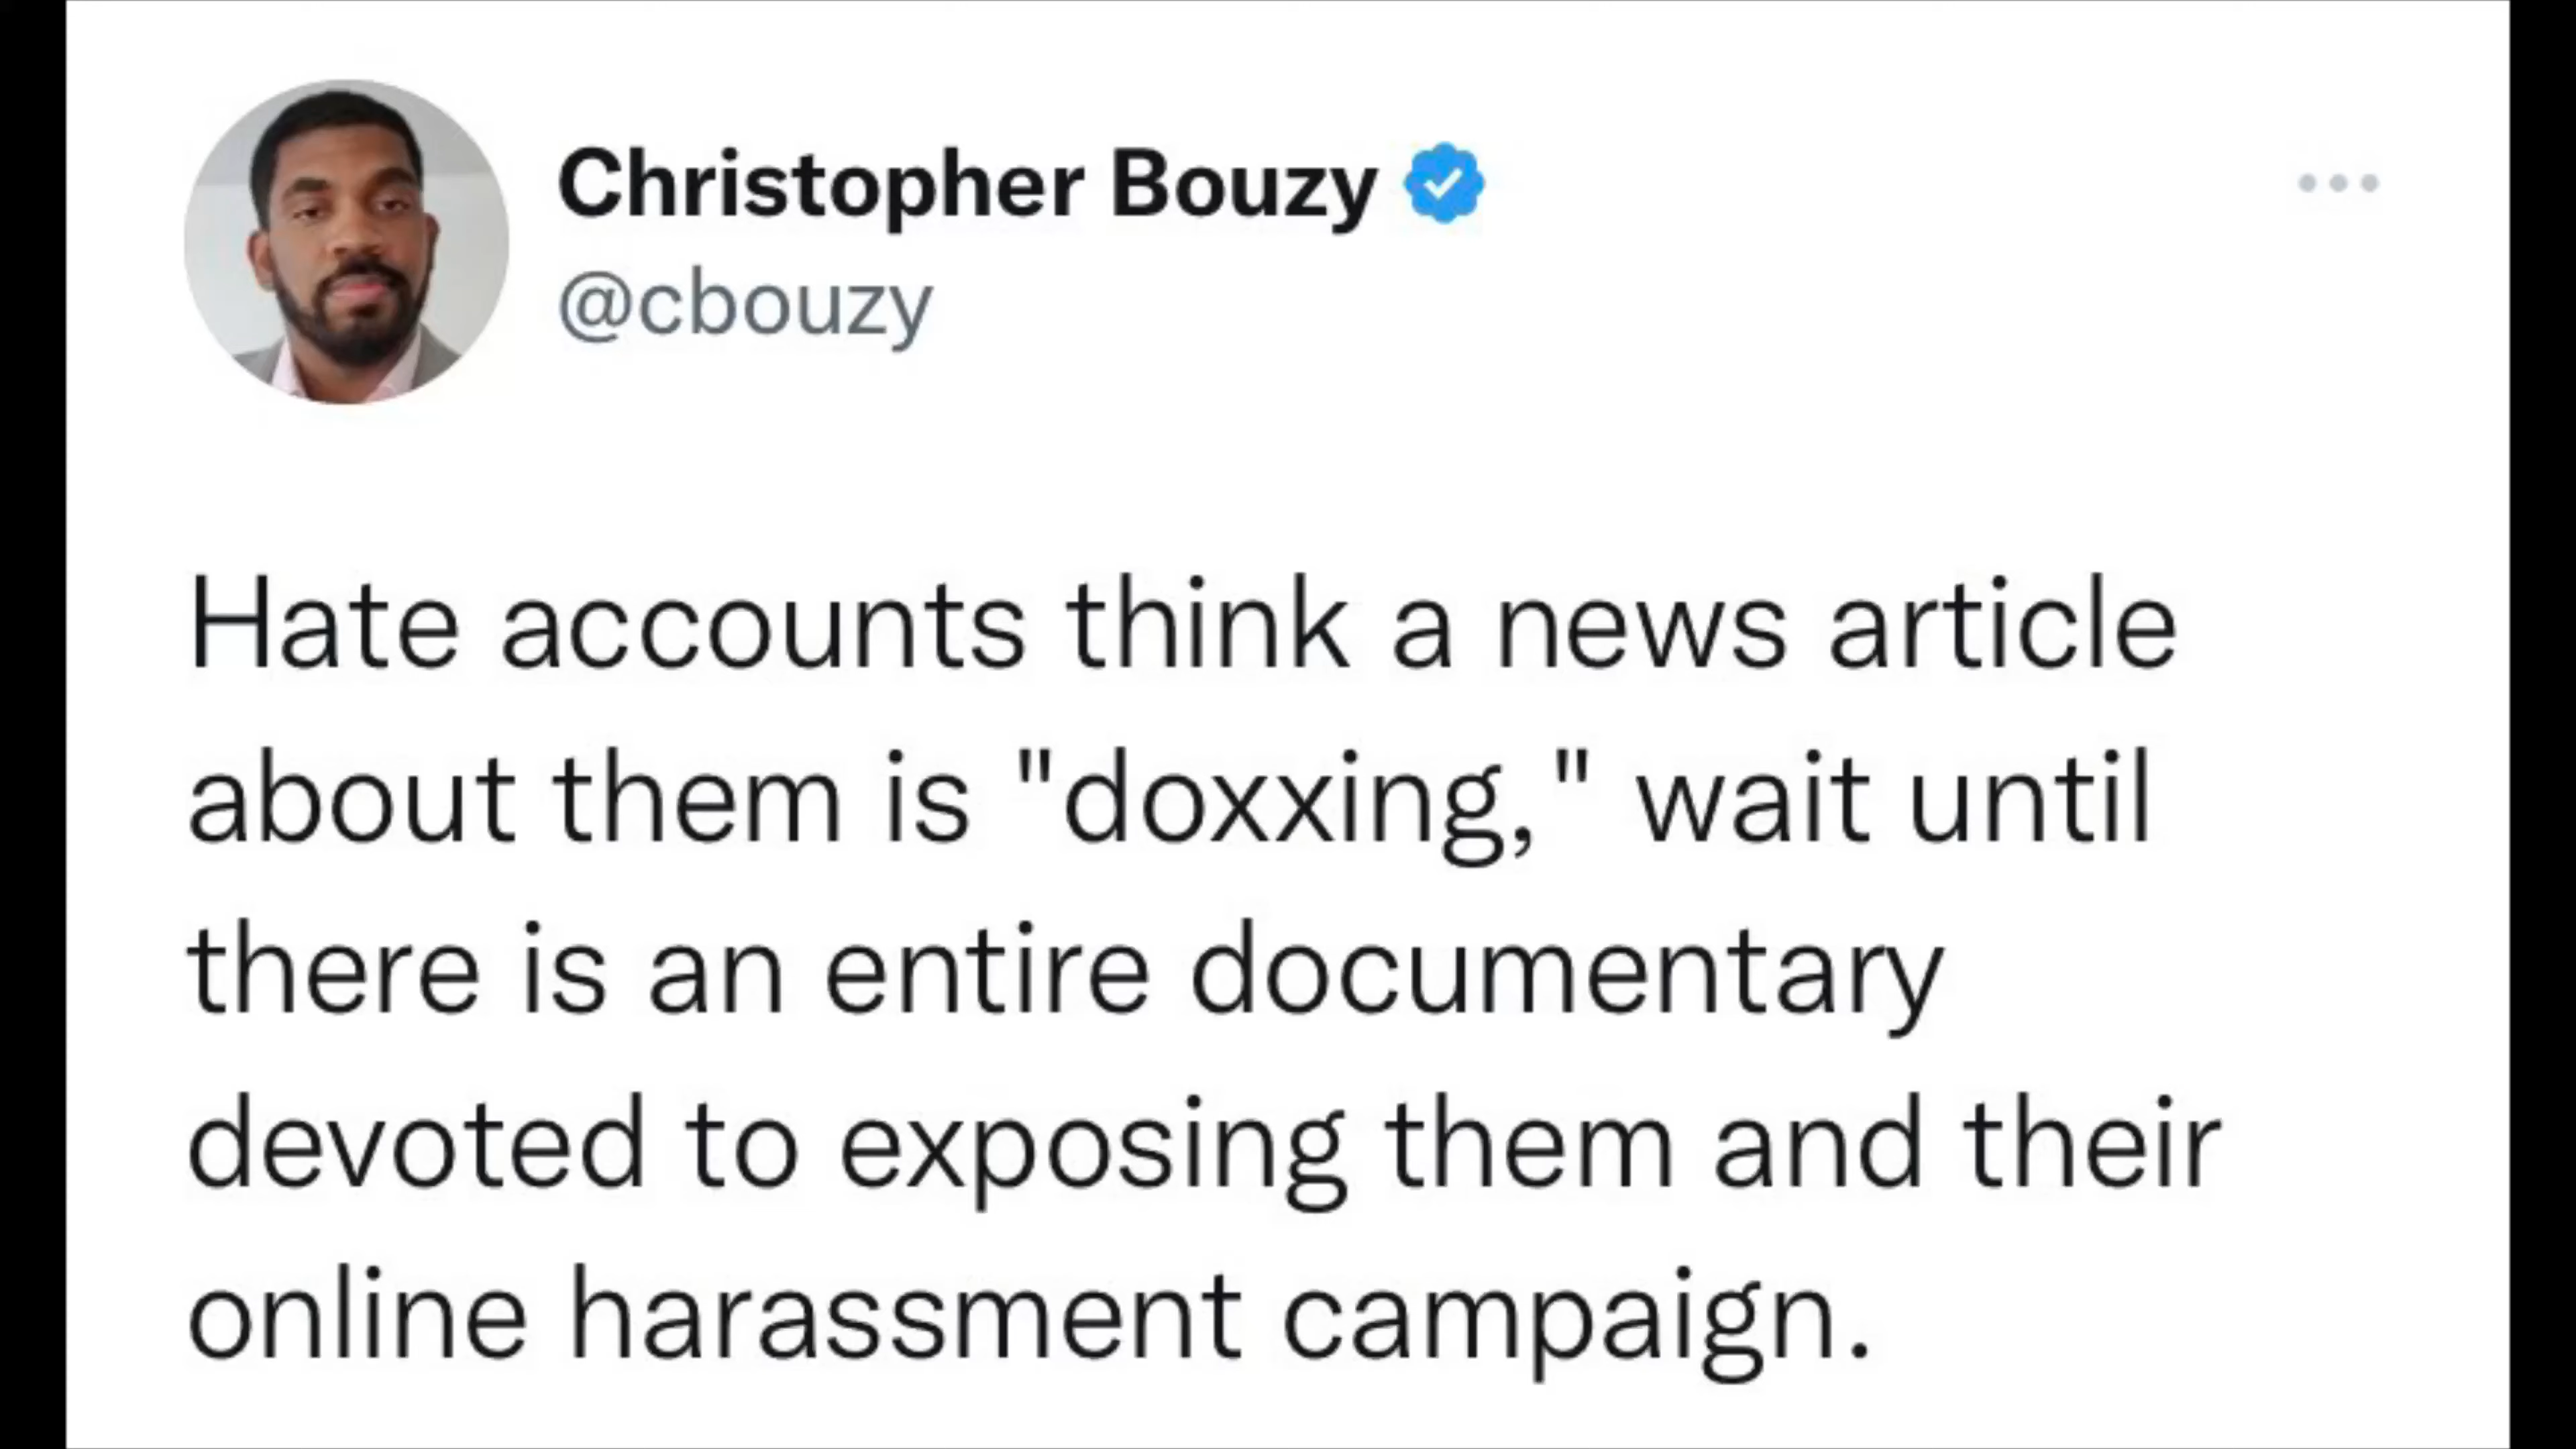 Christopher Bouzy
@cbouzy
Hate accounts think a news article
about them is "doxxing," wait until
there is an entire documentary
devoted to exposing them and their
online harassment campaign.